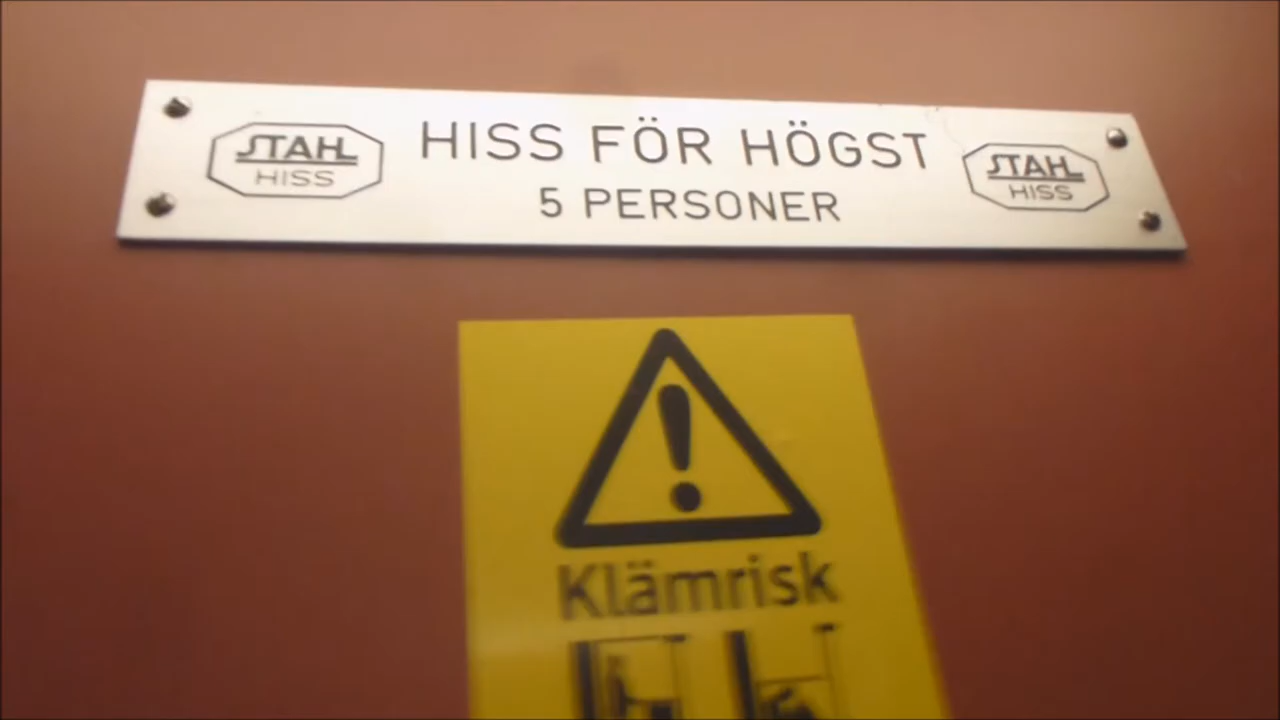 STAHL
HISS
HISS FÖR HÖGST
5 PERSONER
STAHL
HISS
Klämrisk